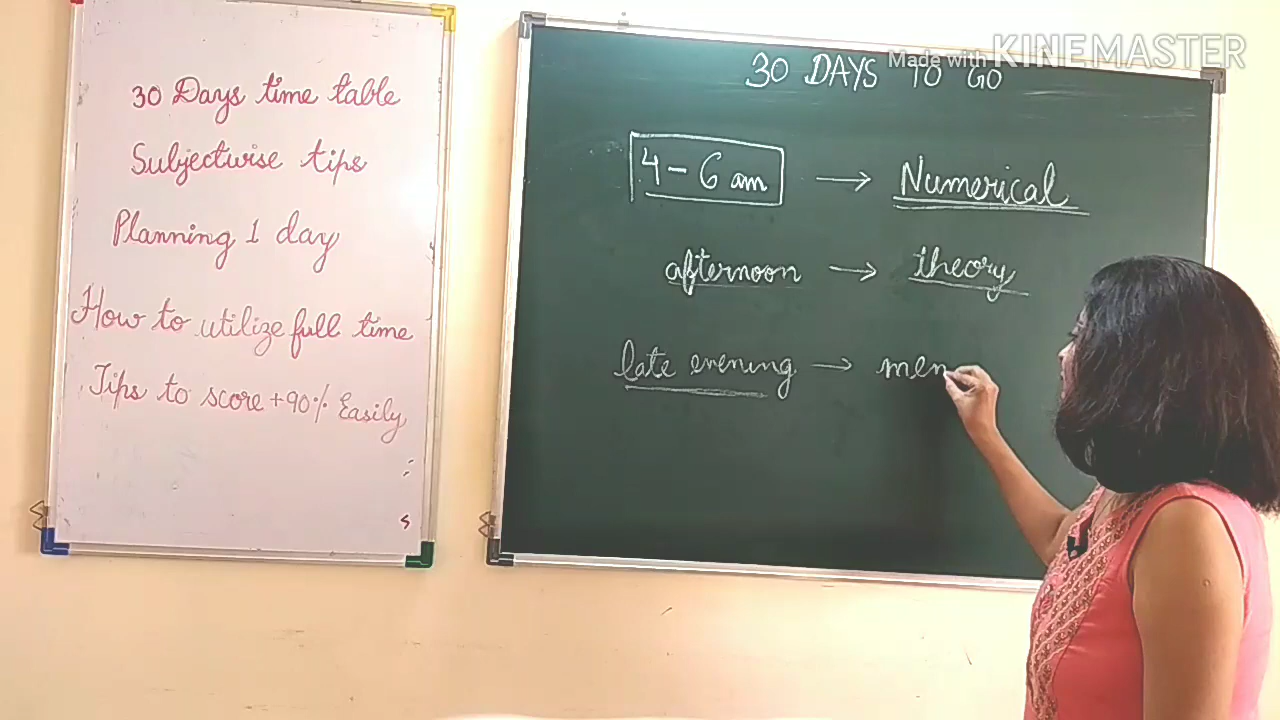 30 Days time table
Subjectwise tips
Planning 1 day
How to utilize full time
Tips to score +90% Easily
Made with KINEMASTER
30 DAYS TO GO
4 - 6 am → Numerical
afternoon → theory
late evening → men